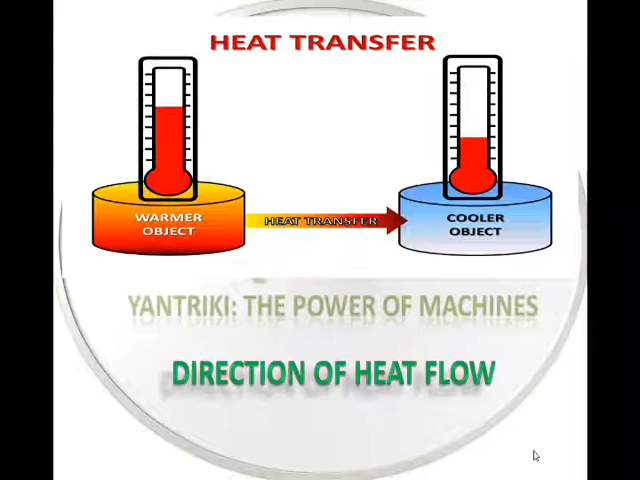 HEAT TRANSFER
WARMER
OBJECT
HEAT TRANSFER
COOLER
OBJECT
YANTRIKI: THE POWER OF MACHINES
DIRECTION OF HEAT FLOW